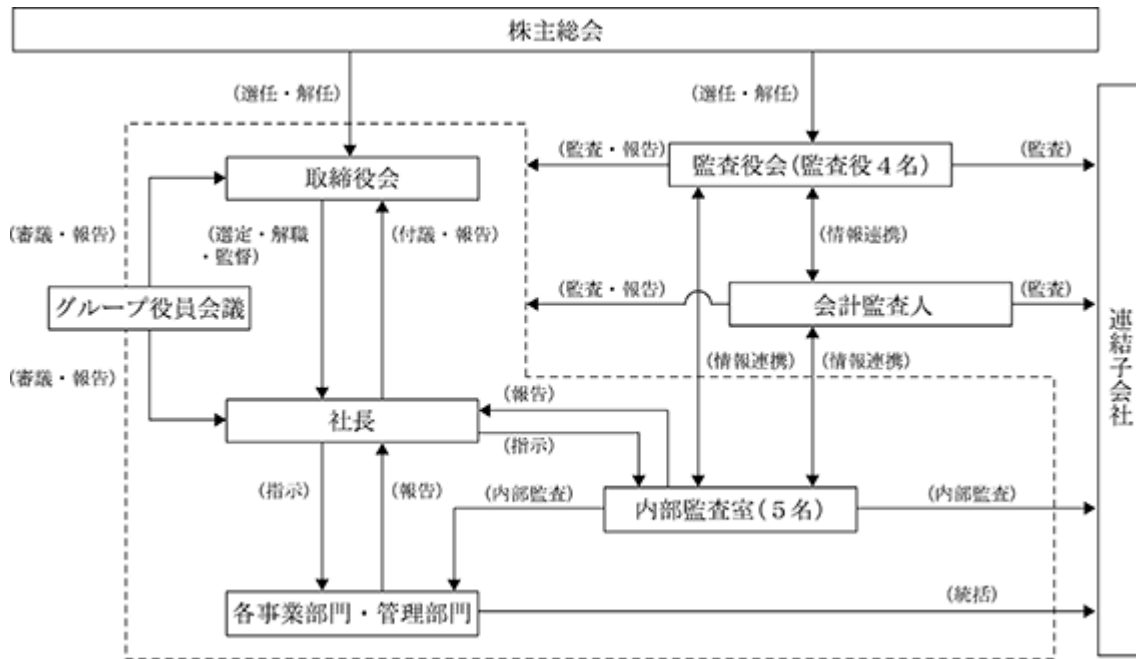 株主総会
(選任・解任)
(選任・解任)
(監査・報告)
監査役会(監査役4名)
(監査)
取締役会
(審議・報告)
(選定・解職
・監督)
(付議・報告)
(情報連携)
グループ役員会議
(監査・報告)
会計監査人
(監査)
連結子会社
(審議・報告)
(情報連携)
(情報連携)
(報告)
社長
(指示)
(指示)
(報告)
(内部監査)
内部監査室(5名)
(内部監査)
各事業部門・管理部門
(統括)